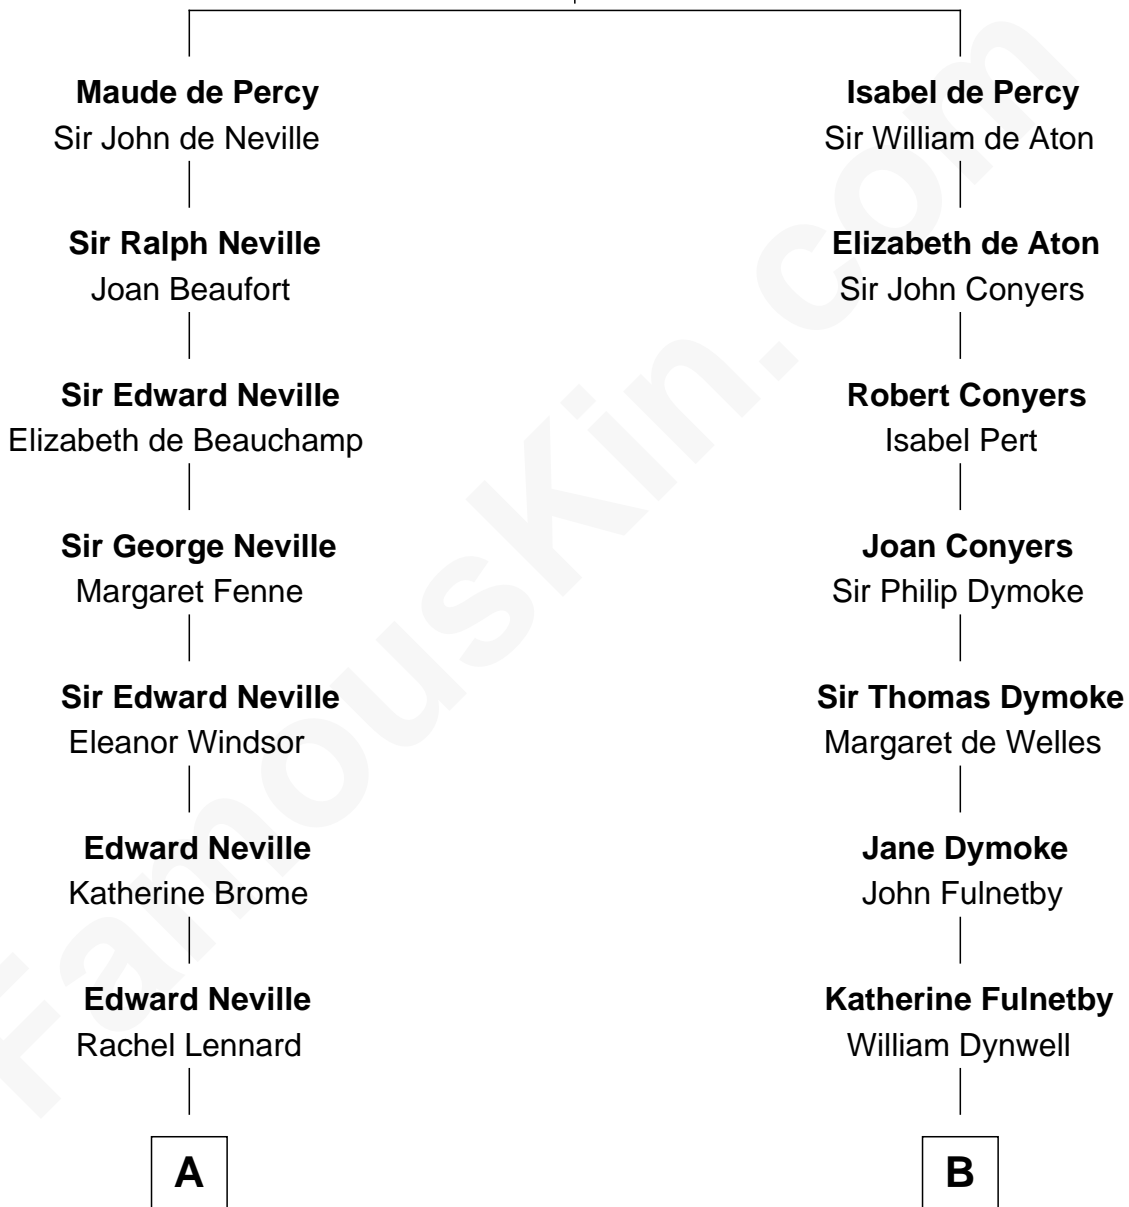 Maude de Percy
Sir John de Neville
Sir Ralph Neville
Joan Beaufort
Sir Edward Neville
Elizabeth de Beauchamp
Sir George Neville
Margaret Fenne
Sir Edward Neville
Eleanor Windsor
Edward Neville
Katherine Brome
Edward Neville
Rachel Lennard
A
Isabel de Percy
Sir William de Aton
Elizabeth de Aton
Sir John Conyers
Robert Conyers
Isabel Pert
Joan Conyers
Sir Philip Dymoke
Sir Thomas Dymoke
Margaret de Welles
Jane Dymoke
John Fulnetby
Katherine Fulnetby
William Dynwell
B
FamousKin.com